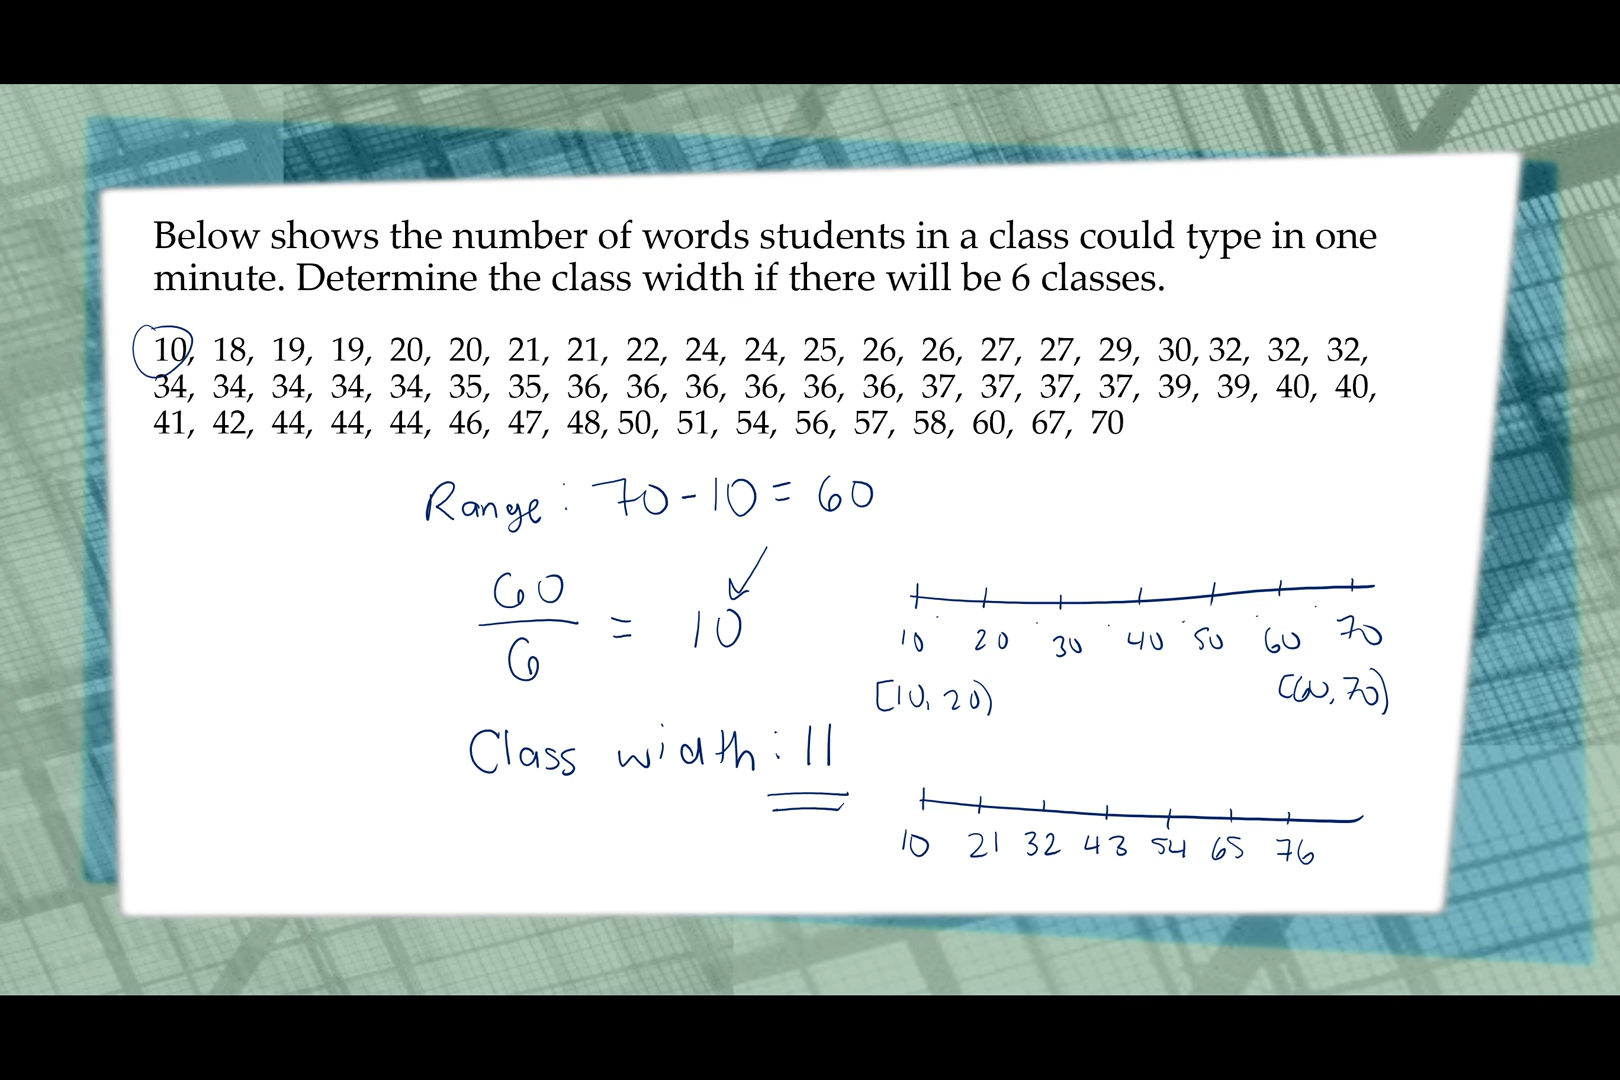 Below shows the number of words students in a class could type in one
minute. Determine the class width if there will be 6 classes.
10, 18, 19, 19, 20, 20, 21, 21, 22, 24, 24, 25, 26, 26, 27, 27, 29, 30, 32, 32, 32,
34, 34, 34, 34, 34, 35, 35, 36, 36, 36, 36, 36, 36, 37, 37, 37, 37, 39, 39, 40, 40,
41, 42, 44, 44, 44, 46, 47, 48, 50, 51, 54, 56, 57, 58, 60, 67, 70
Range: 70 - 10 = 60
60
6
= 10
Class width: 11
10 20 30 40 50 60 70
[10, 20) [60, 70)
10 21 32 43 54 65 76